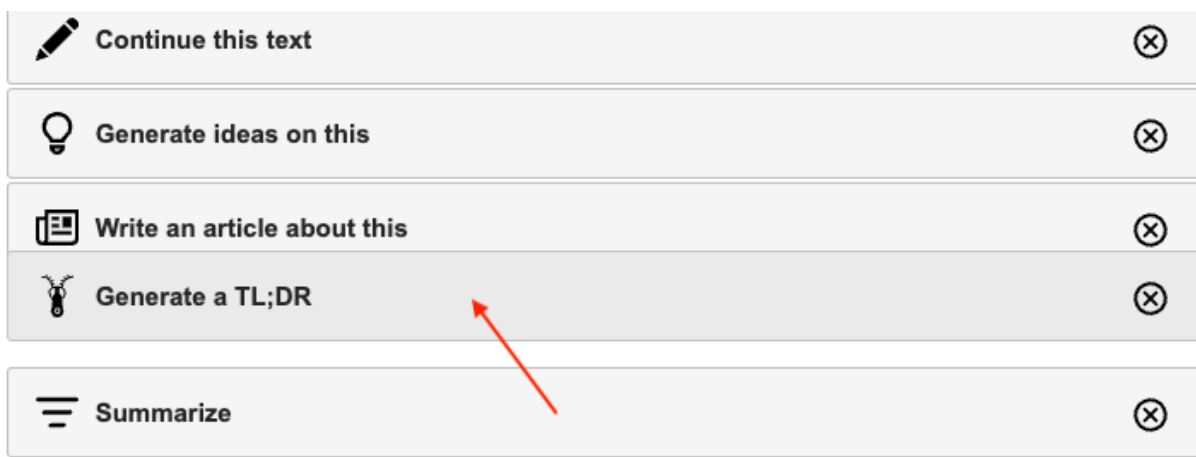 Continue this text
Generate ideas on this
Write an article about this
Generate a TL;DR
Summarize